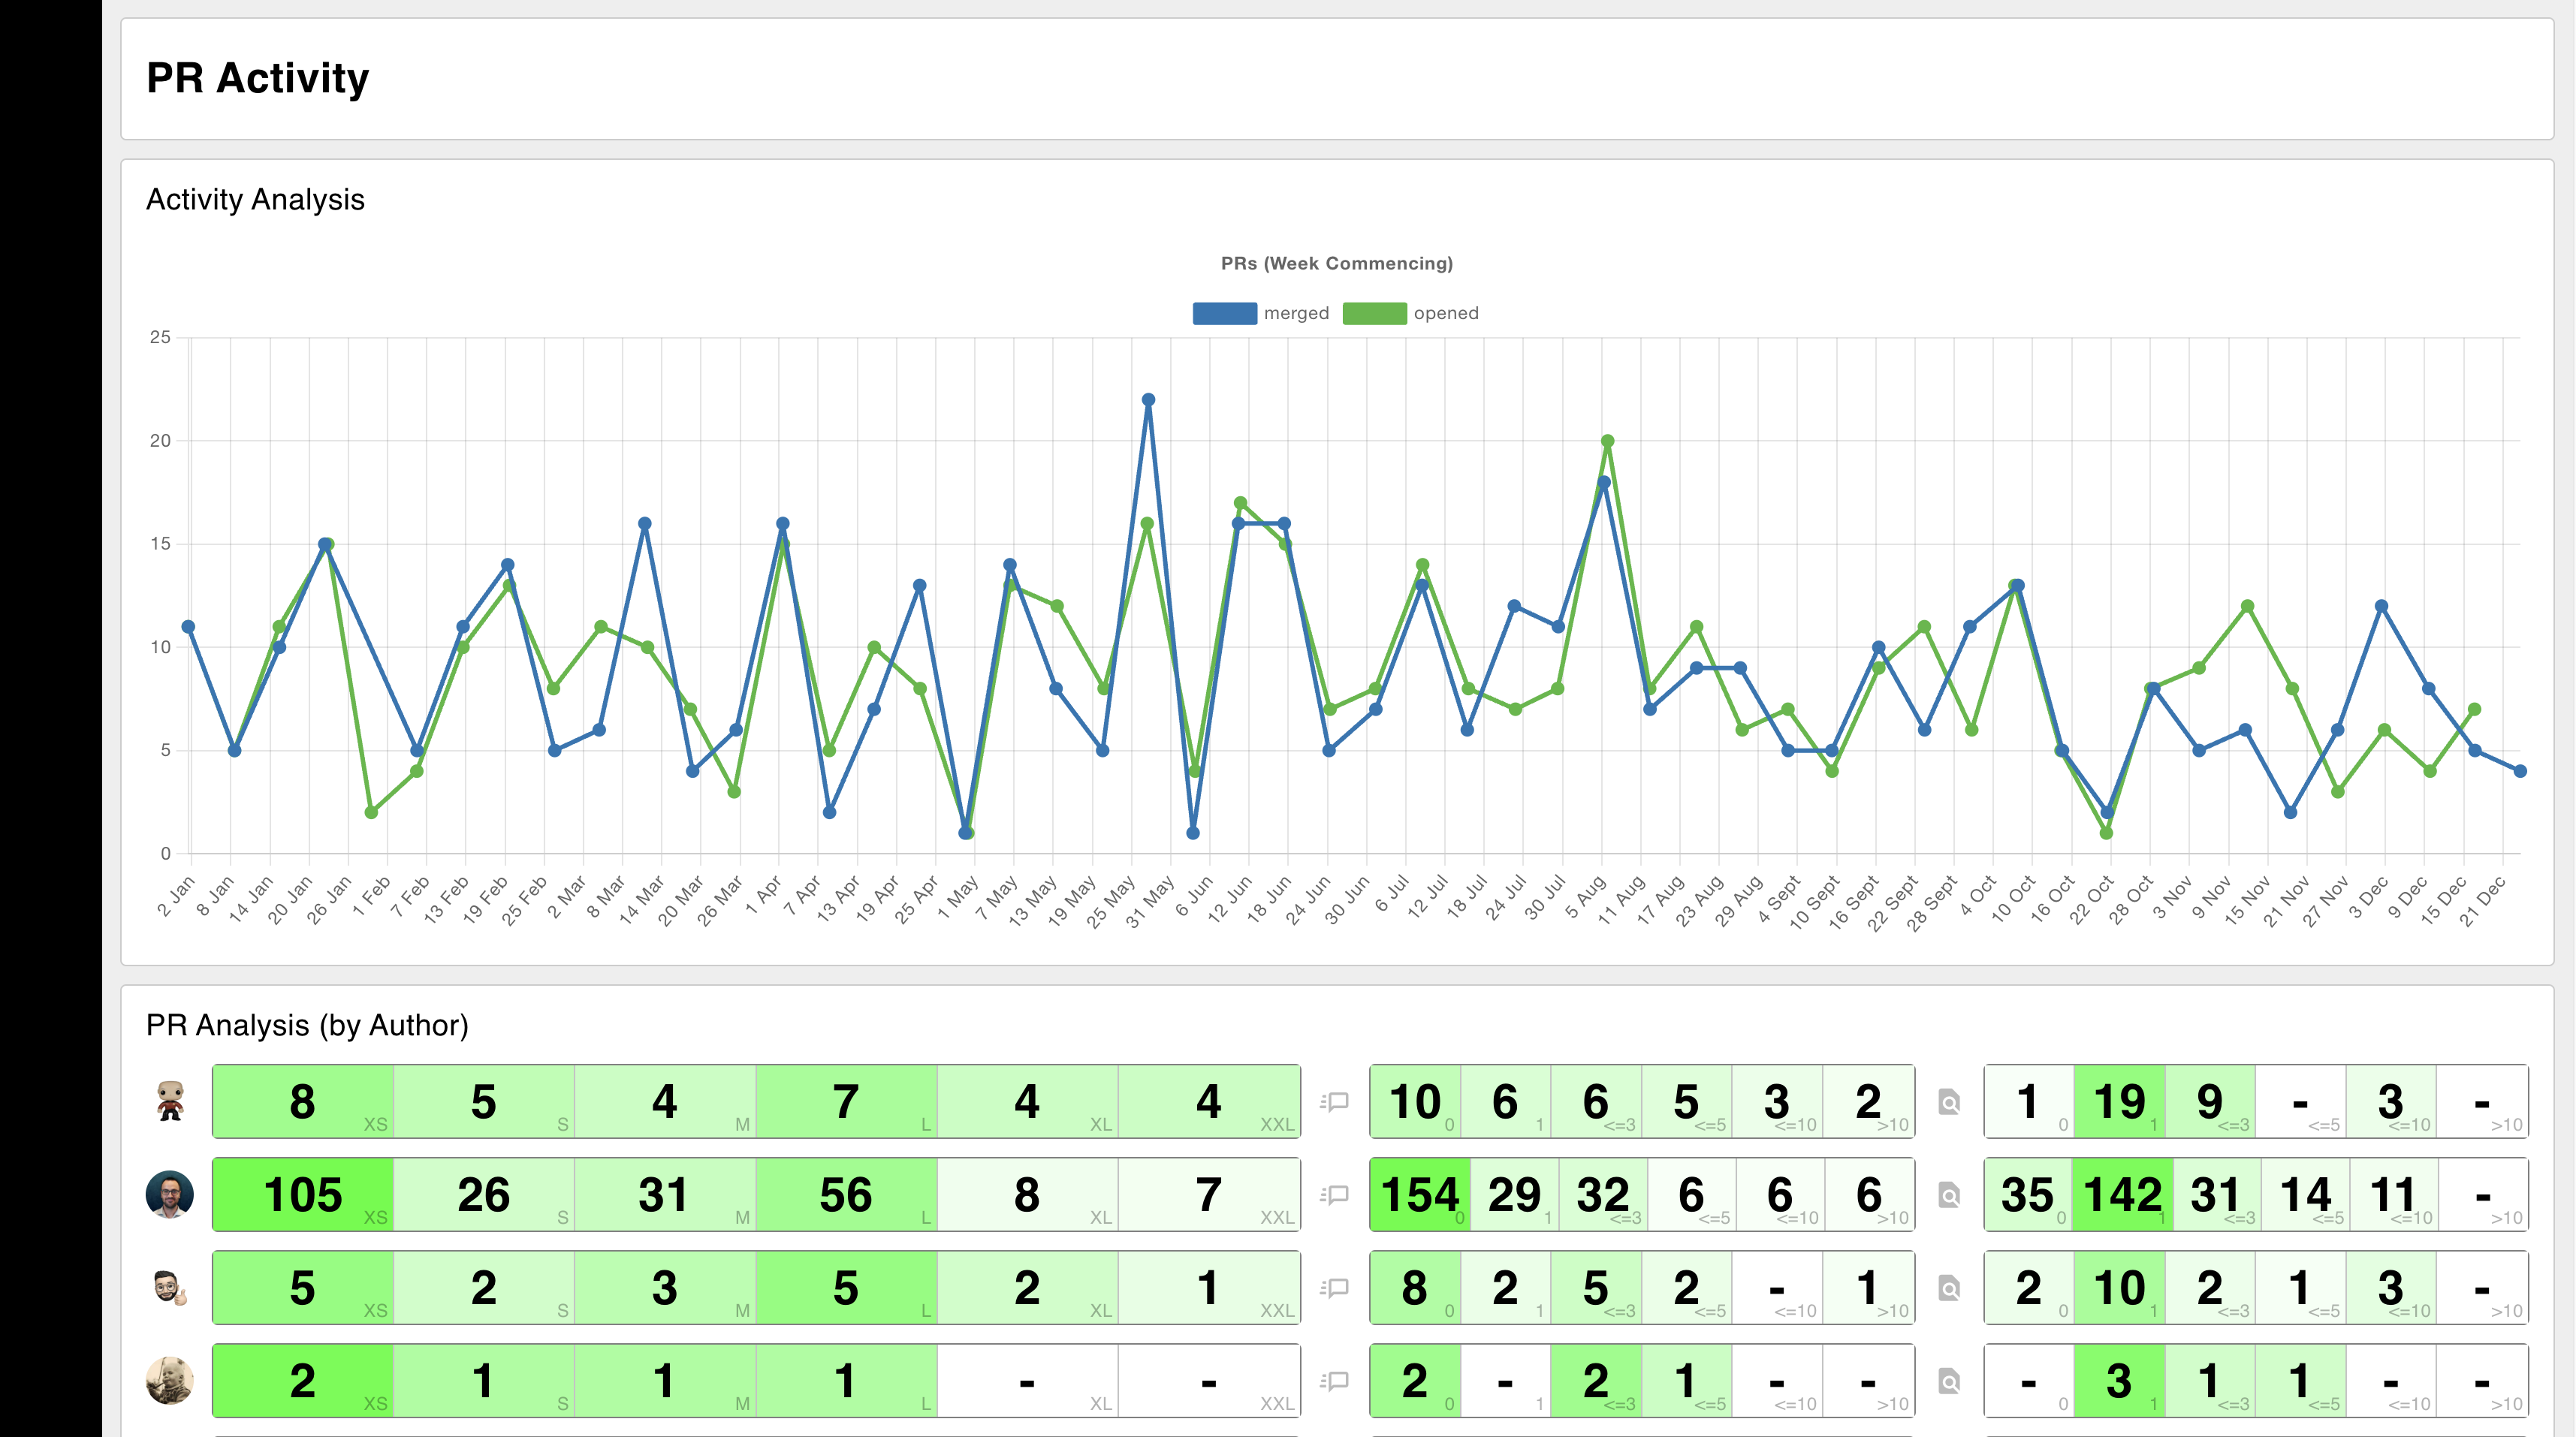 PR Activity
Activity Analysis
PRs (Week Commencing)
merged opened
25
20
15
10
5
0
2 Jan 8 Jan 14 Jan 20 Jan 26 Jan 1 Feb 7 Feb 13 Feb 19 Feb 25 Feb 2 Mar 8 Mar 14 Mar 20 Mar 26 Mar 1 Apr 7 Apr 13 Apr 19 Apr 25 Apr 1 May 7 May 13 May 19 May 25 May 31 May 6 Jun 12 Jun 18 Jun 24 Jun 30 Jun 6 Jul 12 Jul 18 Jul 24 Jul 30 Jul 5 Aug 11 Aug 17 Aug 23 Aug 29 Aug 4 Sept 10 Sept 16 Sept 22 Sept 28 Sept 4 Oct 10 Oct 16 Oct 22 Oct 28 Oct 3 Nov 9 Nov 15 Nov 21 Nov 27 Nov 3 Dec 9 Dec 15 Dec 21 Dec
PR Analysis (by Author)
8 XS 5 S 4 M 7 L 4 XL 4 XXL 10 0 6 1 6 <=3 5 <=5 3 <=10 2 >10 1 0 19 1 9 <=3 - <=5 3 <=10 - >10
105 XS 26 S 31 M 56 L 8 XL 7 XXL 154 0 29 1 32 <=3 6 <=5 6 <=10 6 >10 35 0 142 1 31 <=3 14 <=5 11 <=10 - >10
5 XS 2 S 3 M 5 L 2 XL 1 XXL 8 0 2 1 5 <=3 2 <=5 - <=10 1 >10 2 0 10 1 2 <=3 1 <=5 3 <=10 - >10
2 XS 1 S 1 M 1 L - XL - XXL 2 0 - 1 2 <=3 1 <=5 - <=10 - >10 - 0 3 1 1 <=3 1 <=5 - <=10 - >10